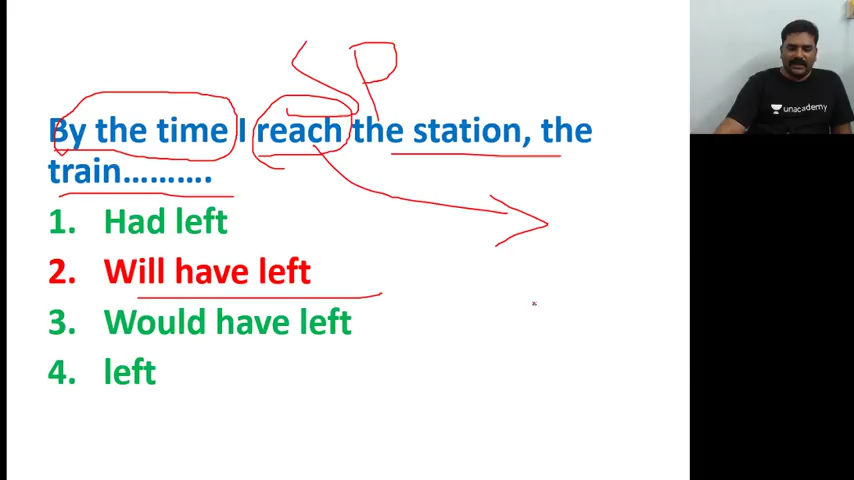 SP
By the time I reach the station, the
train..........
1. Had left
2. Will have left
3. Would have left
4. left
unacademy